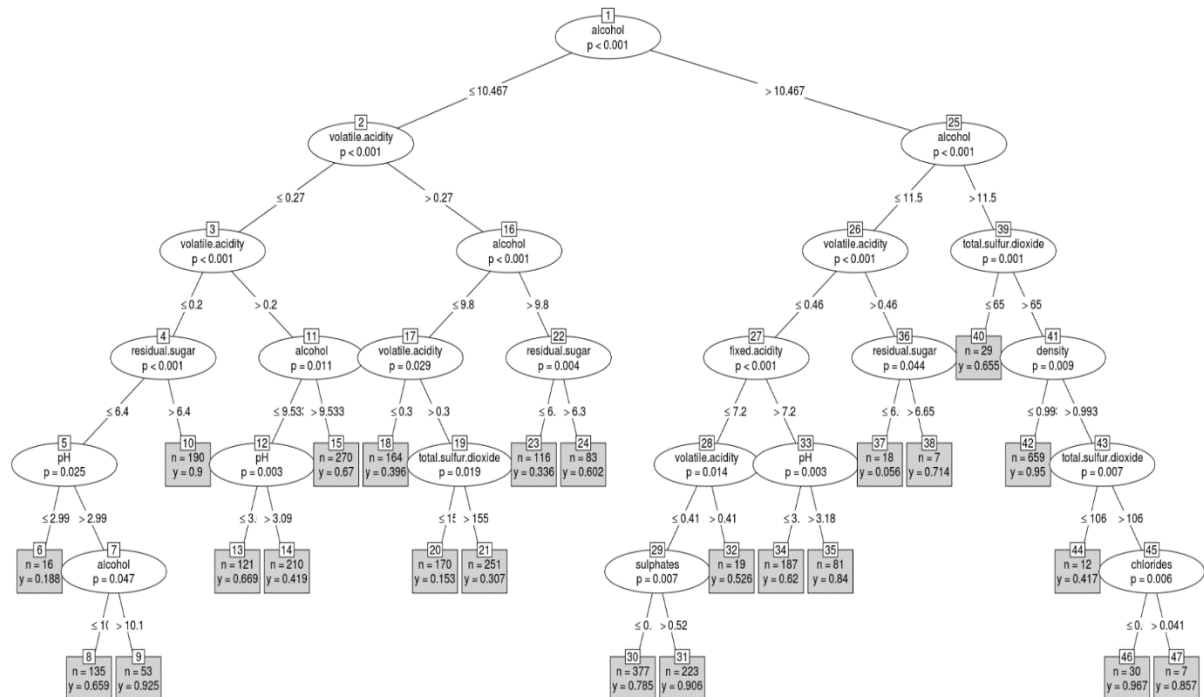 1
alcohol
p < 0.001
≤ 10.467
> 10.467
2
volatile.acidity
p < 0.001
25
alcohol
p < 0.001
≤ 0.27
> 0.27
≤ 11.5
> 11.5
3
volatile.acidity
p < 0.001
16
alcohol
p < 0.001
26
volatile.acidity
p < 0.001
39
total.sulfur.dioxide
p = 0.001
≤ 0.2
> 0.2
≤ 9.8
> 9.8
≤ 0.46
> 0.46
≤ 65
> 65
4
residual.sugar
p < 0.001
11
alcohol
p = 0.011
17
volatile.acidity
p = 0.029
22
residual.sugar
p = 0.004
27
fixed.acidity
p < 0.001
36
residual.sugar
p = 0.044
40
n = 29
y = 0.655
41
density
p = 0.009
≤ 6.4
> 6.4
≤ 9.533
> 9.533
≤ 0.3
> 0.3
≤ 6.
> 6.3
≤ 7.2
> 7.2
≤ 6.
> 6.65
≤ 0.993
> 0.993
5
pH
p = 0.025
10
n = 190
y = 0.9
12
pH
p = 0.003
15
n = 270
y = 0.67
18
n = 164
y = 0.396
19
total.sulfur.dioxide
p = 0.019
23
n = 116
y = 0.336
24
n = 83
y = 0.602
28
volatile.acidity
p = 0.014
33
pH
p = 0.003
37
n = 18
y = 0.056
38
n = 7
y = 0.714
42
n = 659
y = 0.95
43
total.sulfur.dioxide
p = 0.007
≤ 2.99
> 2.99
≤ 3.
> 3.09
≤ 15
> 155
≤ 0.41
> 0.41
≤ 3.
> 3.18
≤ 106
> 106
6
n = 16
y = 0.188
7
alcohol
p = 0.047
13
n = 121
y = 0.669
14
n = 210
y = 0.419
20
n = 170
y = 0.153
21
n = 251
y = 0.307
29
sulphates
p = 0.007
32
n = 19
y = 0.526
34
n = 187
y = 0.62
35
n = 81
y = 0.84
44
n = 12
y = 0.417
45
chlorides
p = 0.006
≤ 10
> 10.1
≤ 0.
> 0.52
≤ 0.
> 0.041
8
n = 135
y = 0.659
9
n = 53
y = 0.925
30
n = 377
y = 0.785
31
n = 223
y = 0.906
46
n = 30
y = 0.967
47
n = 7
y = 0.857